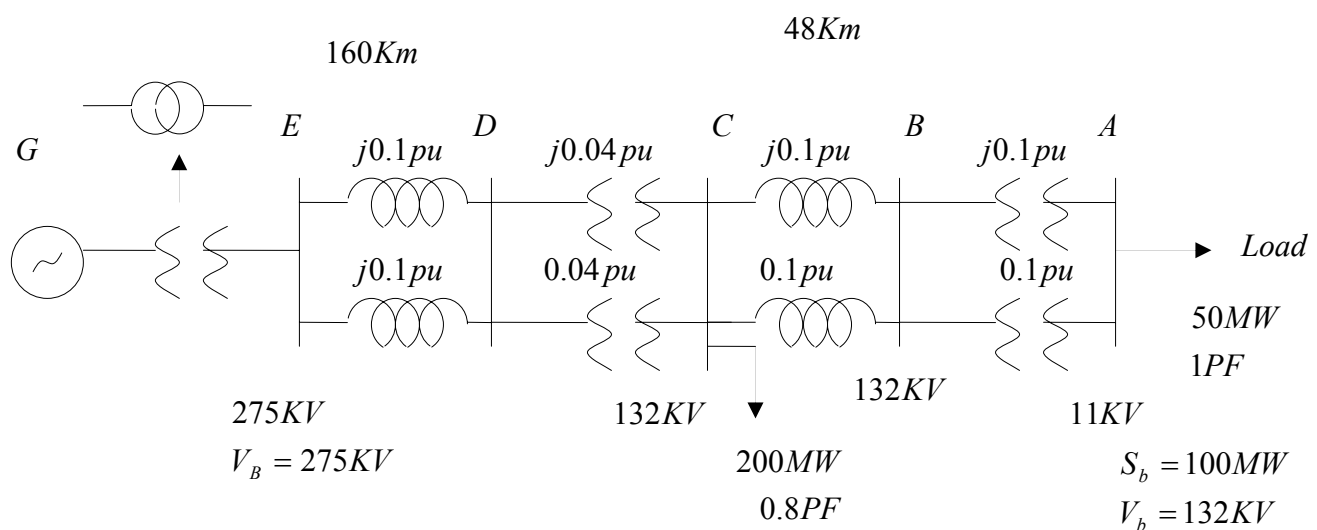 160Km
48Km
G
E
D
C
B
A
j0.1pu
j0.04pu
j0.1pu
j0.1pu
j0.1pu
0.04pu
0.1pu
0.1pu
Load
50MW
1PF
275KV
V_B = 275KV
132KV
200MW
0.8PF
132KV
11KV
S_b = 100MW
V_b = 132KV